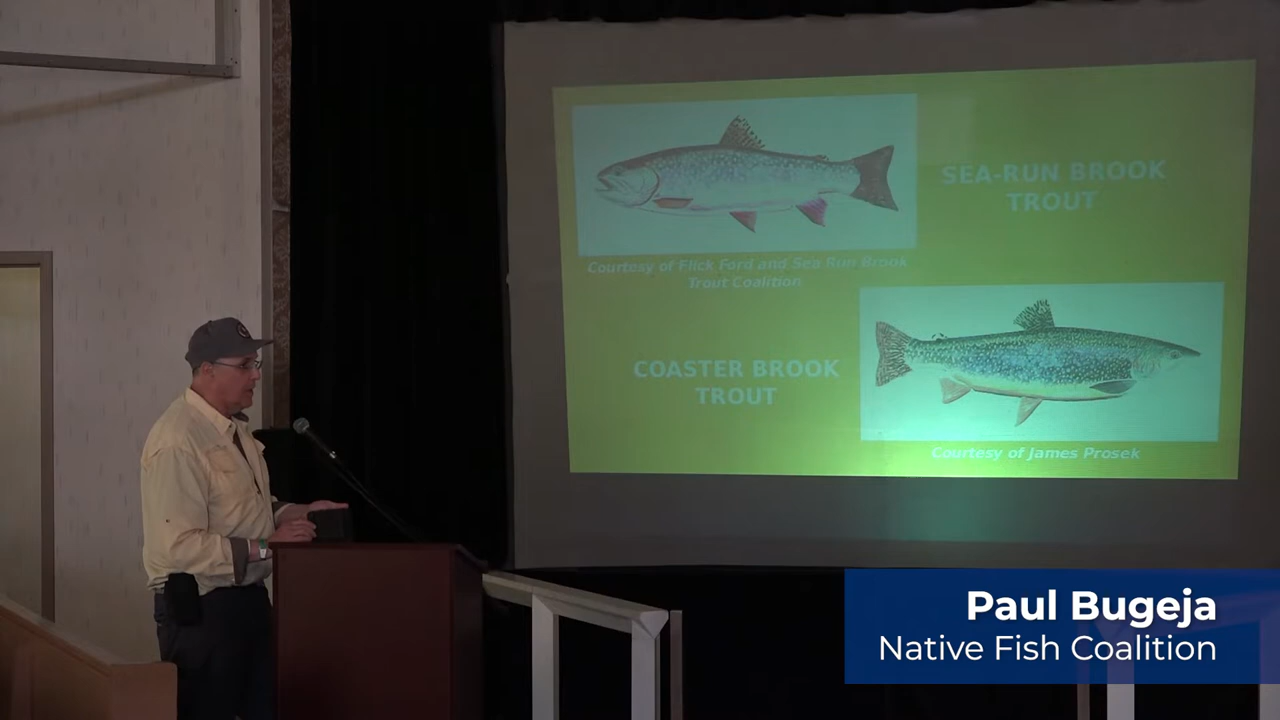 SEA-RUN BROOK
TROUT
Courtesy of Flick Ford and Sea Run Brook
Trout Coalition
COASTER BROOK
TROUT
Courtesy of James Prosek
Paul Bugeja
Native Fish Coalition